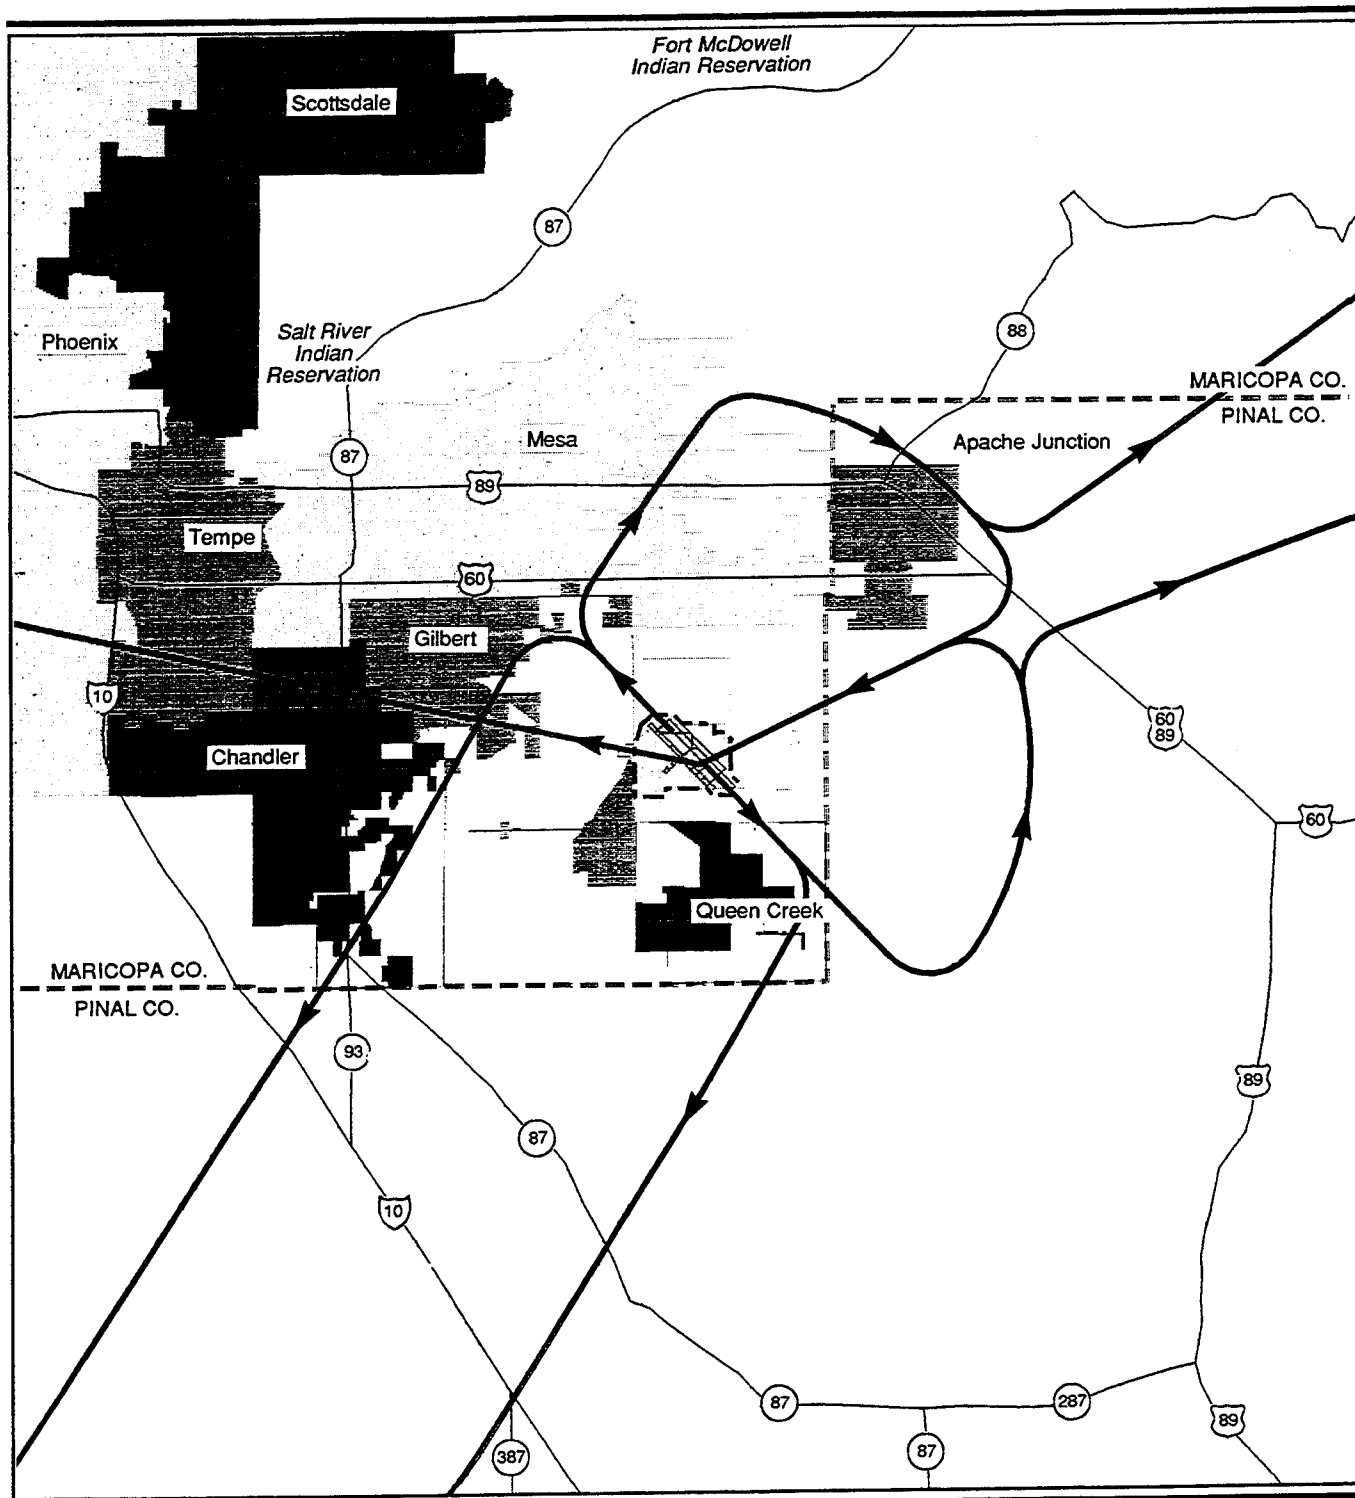 Fort McDowell
Indian Reservation
Scottsdale
87
88
Salt River
Indian
Reservation
Phoenix
MARICOPA CO.
PINAL CO.
Mesa
Apache Junction
87
89
Tempe
60
Gilbert
10
60
89
Chandler
60
Queen Creek
MARICOPA CO.
PINAL CO.
93
89
87
10
87
287
89
87
387